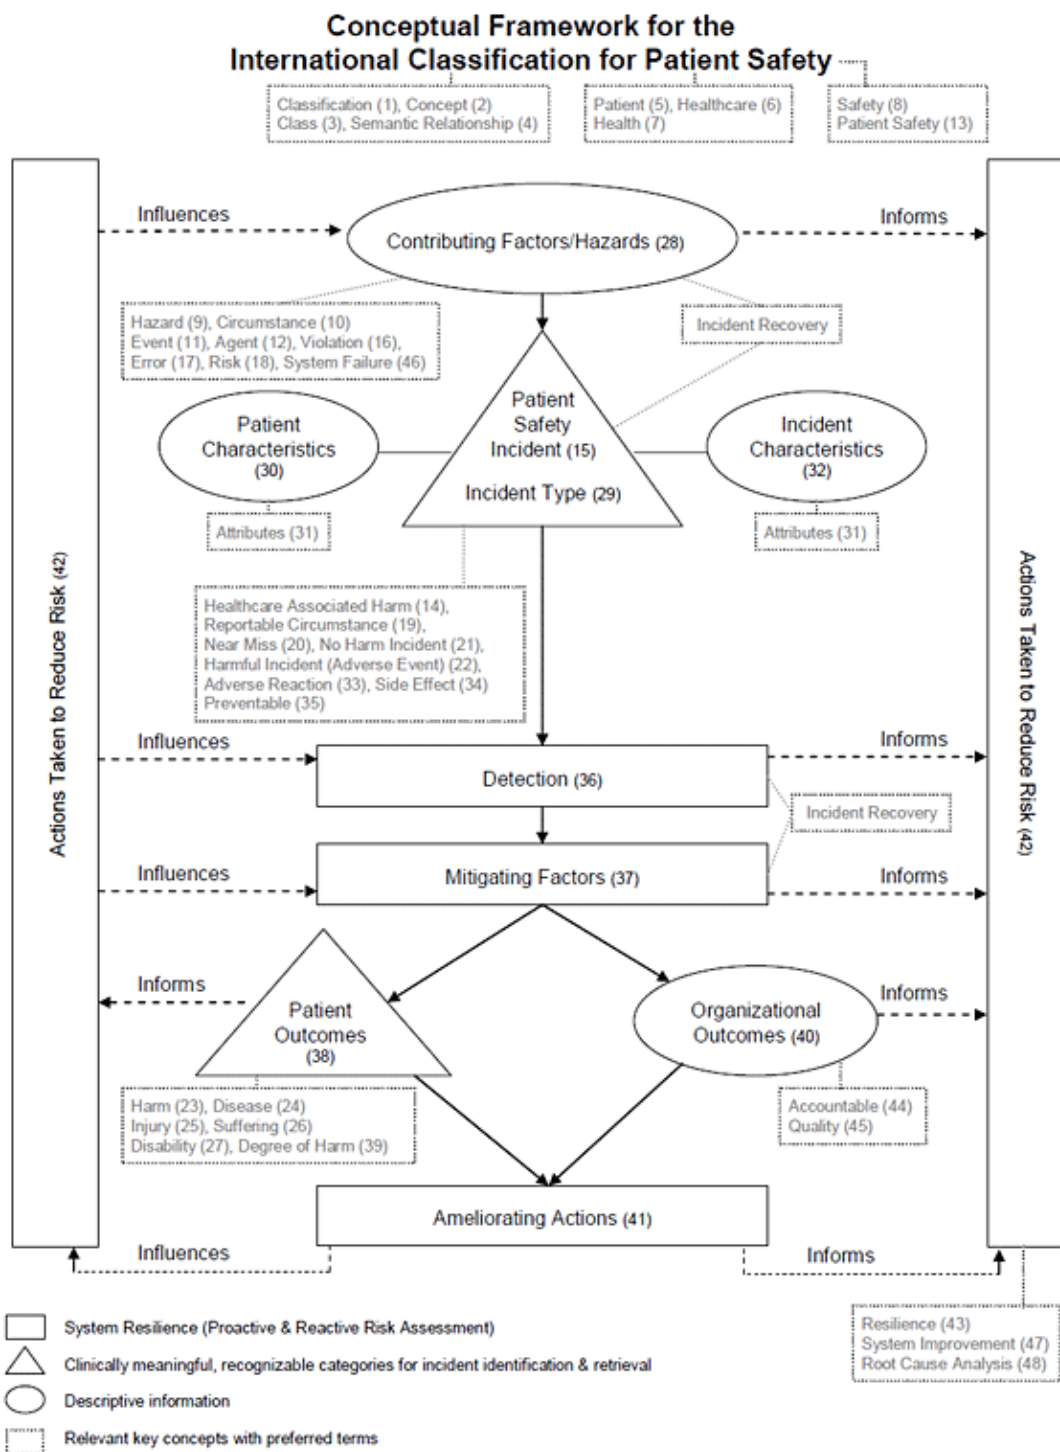 Conceptual Framework for the
International Classification for Patient Safety
Classification (1), Concept (2)
Class (3), Semantic Relationship (4)
Patient (5), Healthcare (6)
Health (7)
Safety (8)
Patient Safety (13)
Influences
Contributing Factors/Hazards (28)
Informs
Hazard (9), Circumstance (10)
Event (11), Agent (12), Violation (16),
Error (17), Risk (18), System Failure (46)
Incident Recovery
Patient
Safety
Incident (15)
Incident Type (29)
Patient
Characteristics
(30)
Incident
Characteristics
(32)
Attributes (31)
Attributes (31)
Actions Taken to Reduce Risk (42)
Actions Taken to Reduce Risk (42)
Healthcare Associated Harm (14),
Reportable Circumstance (19),
Near Miss (20), No Harm Incident (21),
Harmful Incident (Adverse Event) (22),
Adverse Reaction (33), Side Effect (34)
Preventable (35)
Influences
Detection (36)
Informs
Incident Recovery
Influences
Mitigating Factors (37)
Informs
Informs
Patient
Outcomes
(38)
Organizational
Outcomes (40)
Informs
Harm (23), Disease (24)
Injury (25), Suffering (26)
Disability (27), Degree of Harm (39)
Accountable (44)
Quality (45)
Ameliorating Actions (41)
Influences
Informs
Resilience (43)
System Improvement (47)
Root Cause Analysis (48)
System Resilience (Proactive & Reactive Risk Assessment)
Clinically meaningful, recognizable categories for incident identification & retrieval
Descriptive information
Relevant key concepts with preferred terms